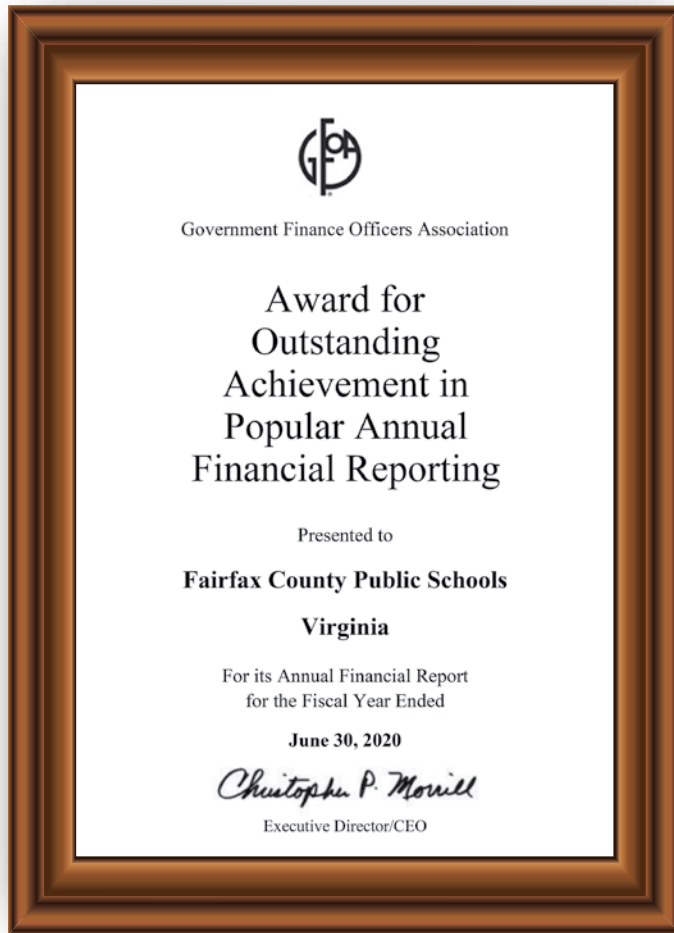 GFOA
Government Finance Officers Association
Award for
Outstanding
Achievement in
Popular Annual
Financial Reporting
Presented to
Fairfax County Public Schools
Virginia
For its Annual Financial Report
for the Fiscal Year Ended
June 30, 2020
Christopher P. Morrill
Executive Director/CEO